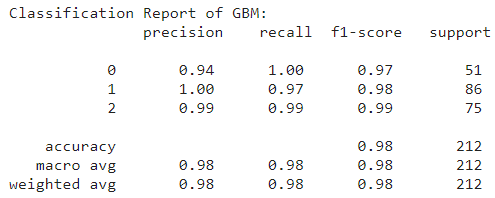 Classification Report of GBM:
precision recall f1-score support
0 0.94 1.00 0.97 51
1 1.00 0.97 0.98 86
2 0.99 0.99 0.99 75
accuracy 0.98 212
macro avg 0.98 0.98 0.98 212
weighted avg 0.98 0.98 0.98 212